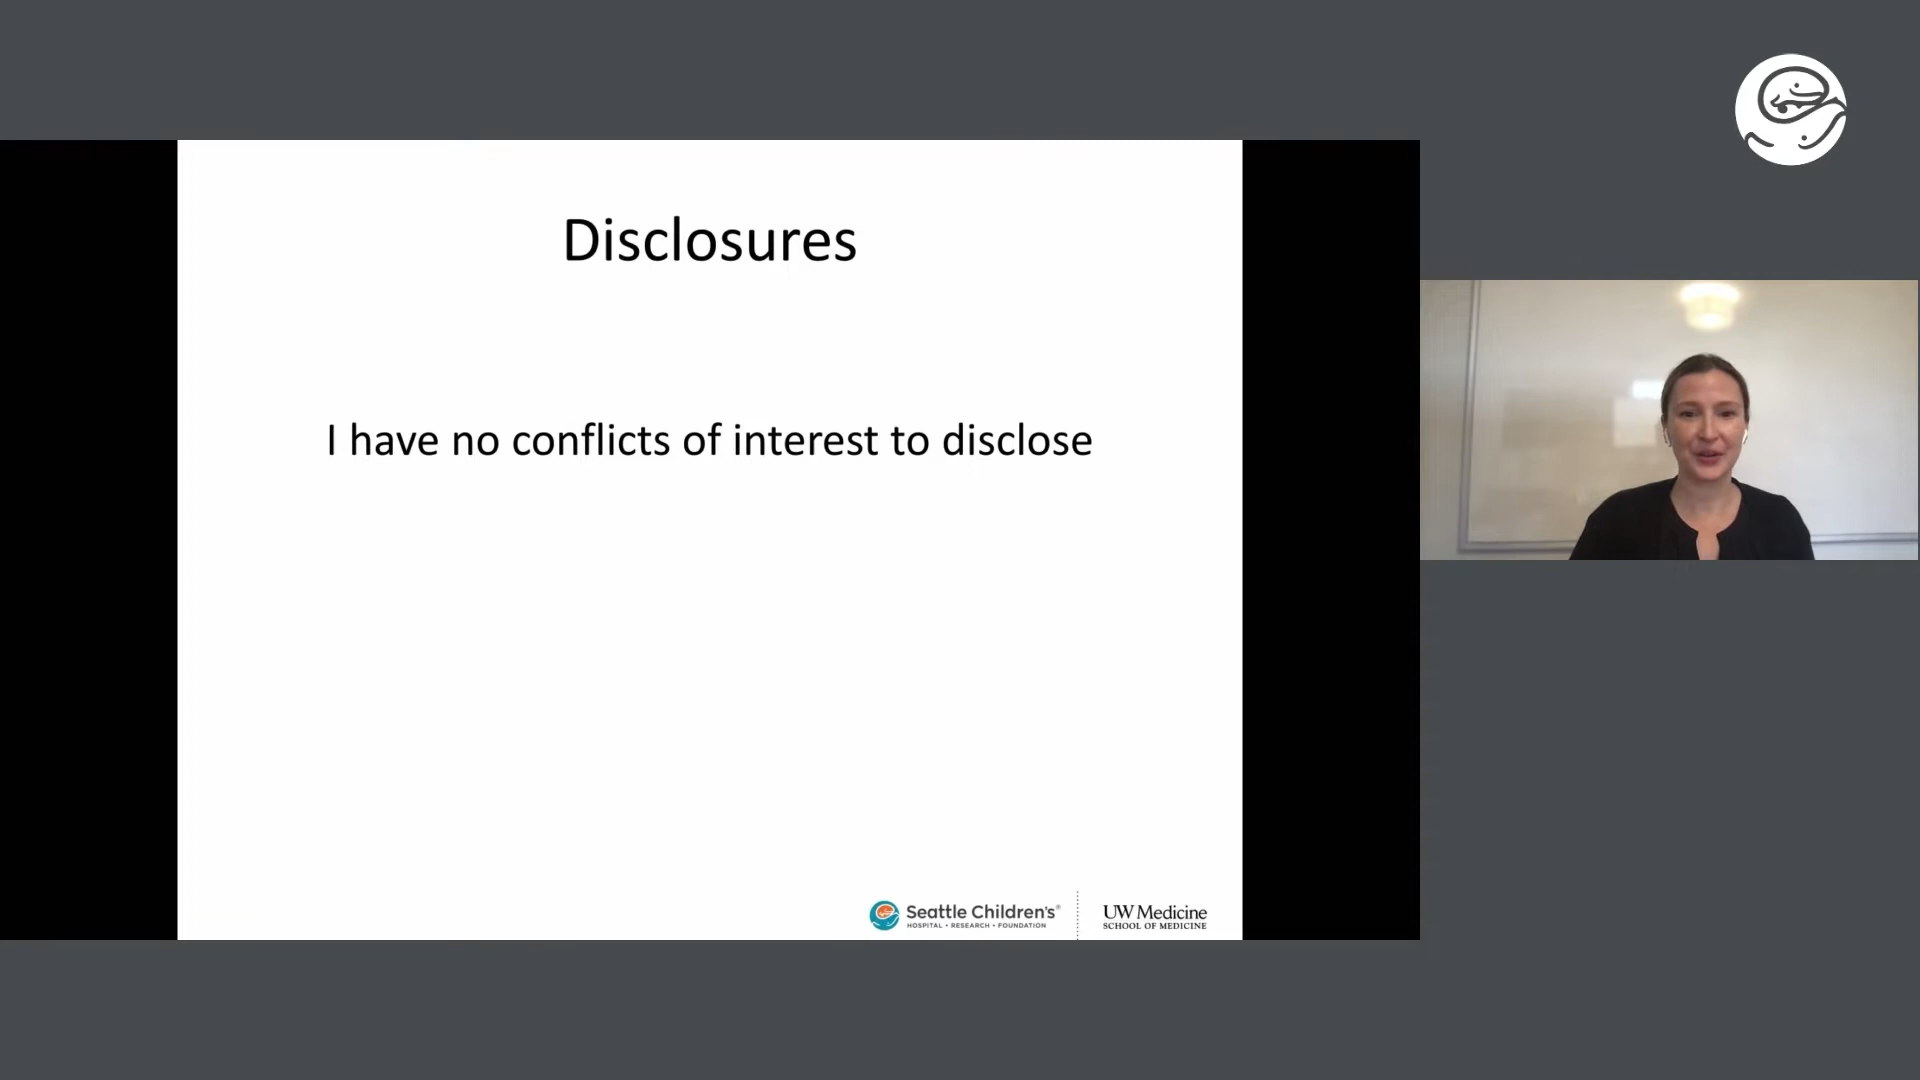 Disclosures
I have no conflicts of interest to disclose
Seattle Children's®
HOSPITAL • RESEARCH • FOUNDATION
UW Medicine
SCHOOL OF MEDICINE